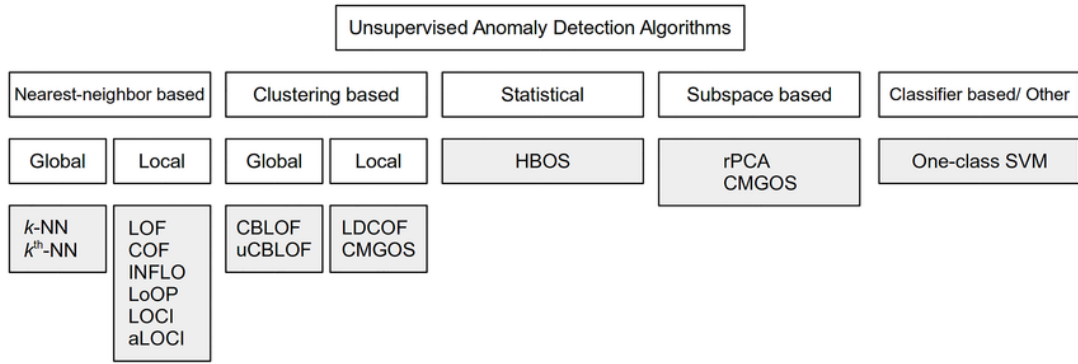 Unsupervised Anomaly Detection Algorithms
Nearest-neighbor based
Clustering based
Statistical
Subspace based
Classifier based/ Other
Global
Local
Global
Local
HBOS
rPCA
CMGOS
One-class SVM
k-NN
kth-NN
LOF
COF
INFLO
LoOP
LOCI
aLOCI
CBLOF
uCBLOF
LDCOF
CMGOS